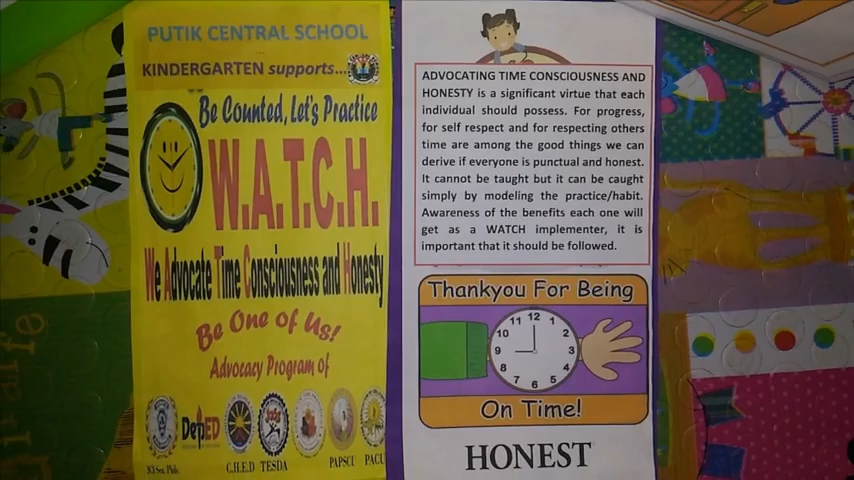 PUTIK CENTRAL SCHOOL
KINDERGARTEN supports...
Be Counted, Let's Practice
W.A.T.C.H.
We Advocate Time Consciousness and Honesty
Be One of Us!
Advocacy Program of
DepED
JCI Sen. Phils.
C.H.E.D TESDA
PAPSCU PACU
ADVOCATING TIME CONSCIOUSNESS AND
HONESTY is a significant virtue that each
individual should possess. For progress,
for self respect and for respecting others
time are among the good things we can
derive if everyone is punctual and honest.
It cannot be taught but it can be caught
simply by modeling the practice/habit.
Awareness of the benefits each one will
get as a WATCH implementer, it is
important that it should be followed.
Thankyou For Being
12
11 1
10 2
9 3
8 4
7 5
6
On Time!
HONEST